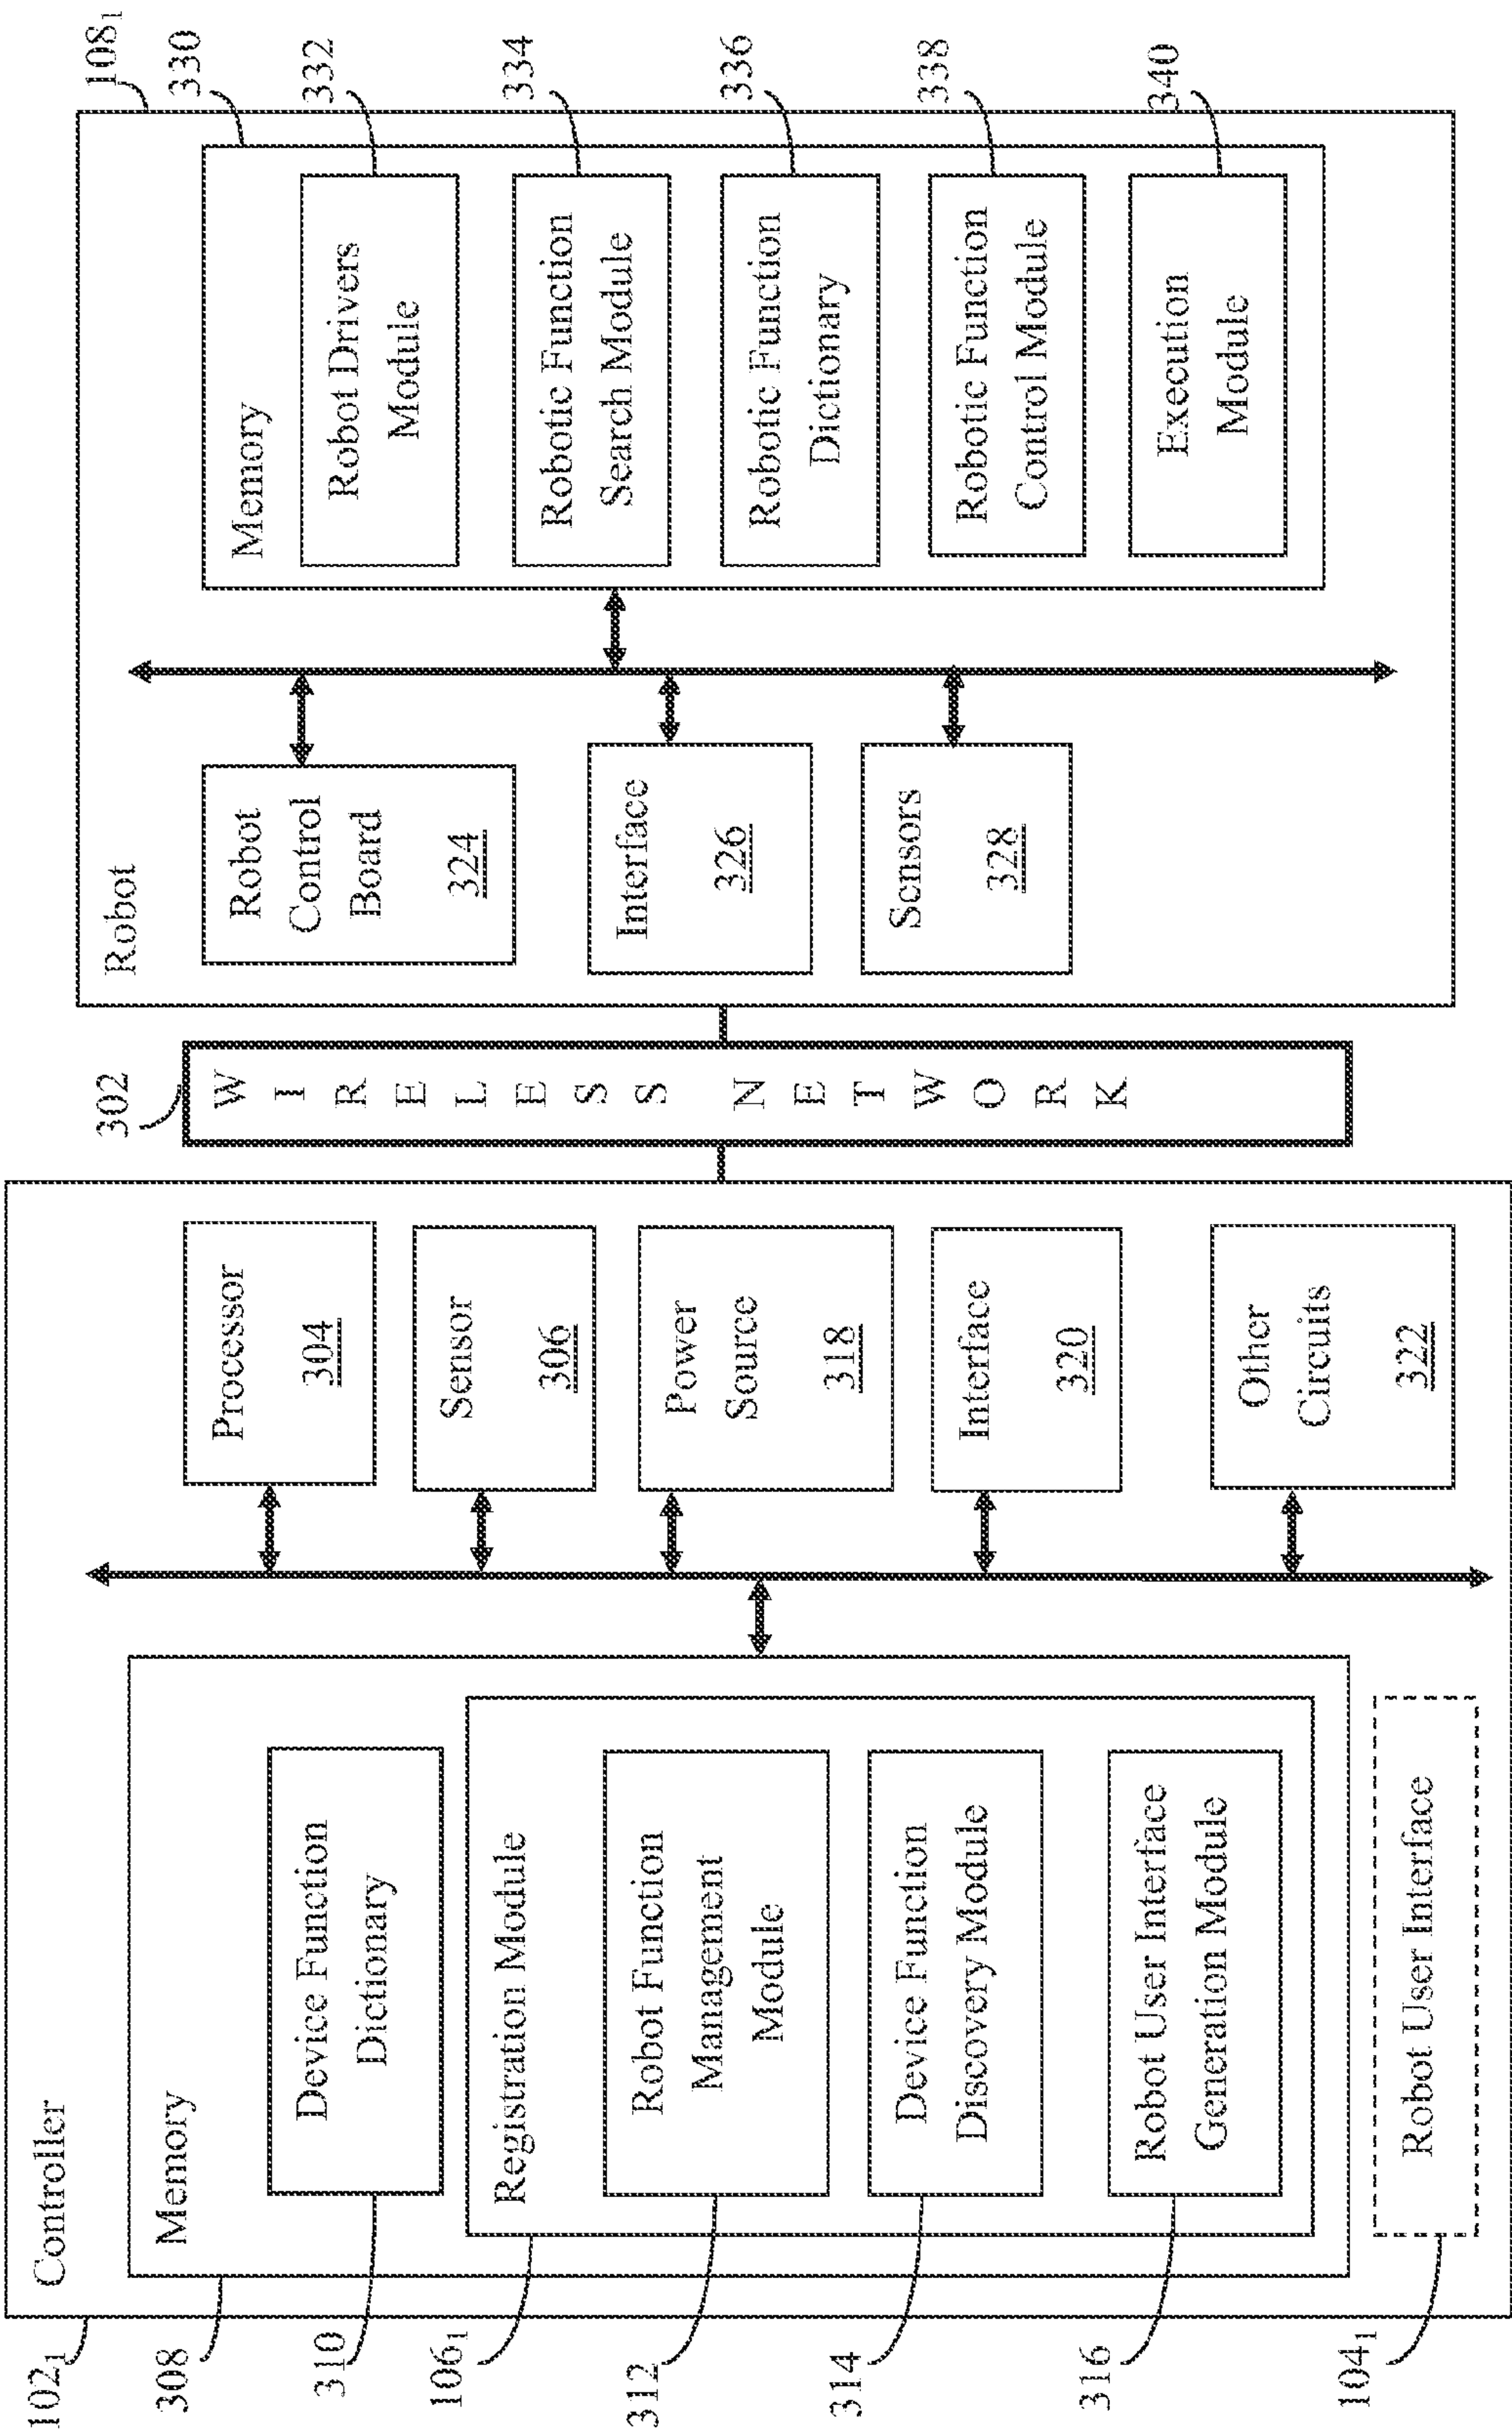 102₁
Controller
308
Memory
310
Device Function
Dictionary
106₁
Registration Module
312
Robot Function
Management
Module
314
Device Function
Discovery Module
316
Robot User Interface
Generation Module
104₁
Robot User Interface
Processor
304
Sensor
306
Power
Source
318
Interface
320
Other
Circuits
322
302
WIRELESS NETWORK
Robot
108₁
Robot
Control
Board
324
Interface
326
Sensors
328
330
Memory
332
Robot Drivers
Module
334
Robotic Function
Search Module
336
Robotic Function
Dictionary
338
Robotic Function
Control Module
340
Execution
Module